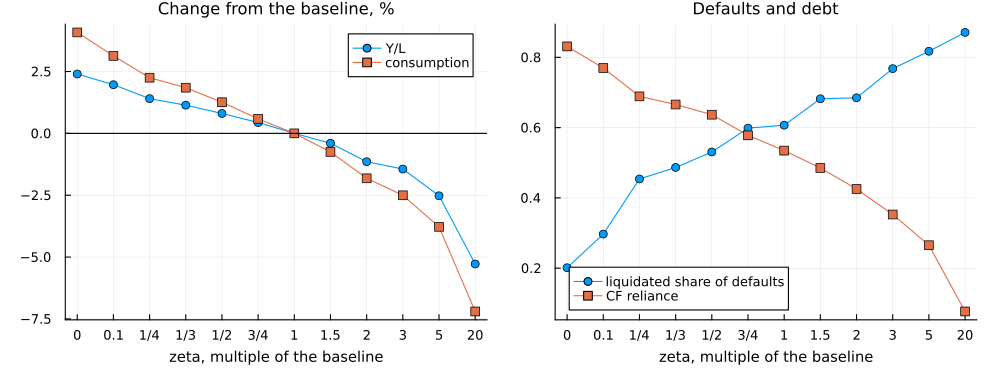 Change from the baseline, %
2.5
0.0
−2.5
−5.0
−7.5
Y/L
consumption
0 0.1 1/4 1/3 1/2 3/4 1 1.5 2 3 5 20
zeta, multiple of the baseline
Defaults and debt
0.8
0.6
0.4
0.2
liquidated share of defaults
CF reliance
0 0.1 1/4 1/3 1/2 3/4 1 1.5 2 3 5 20
zeta, multiple of the baseline